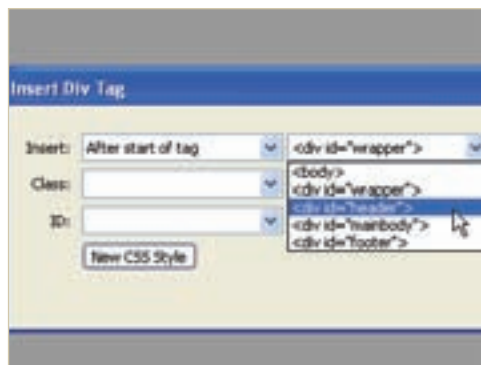 Insert Div Tag
Insert: After start of tag <div id="wrapper">
Class:
ID:
New CSS Style
<body>
<div id="wrapper">
<div id="header">
<div id="mainbody">
<div id="footer">